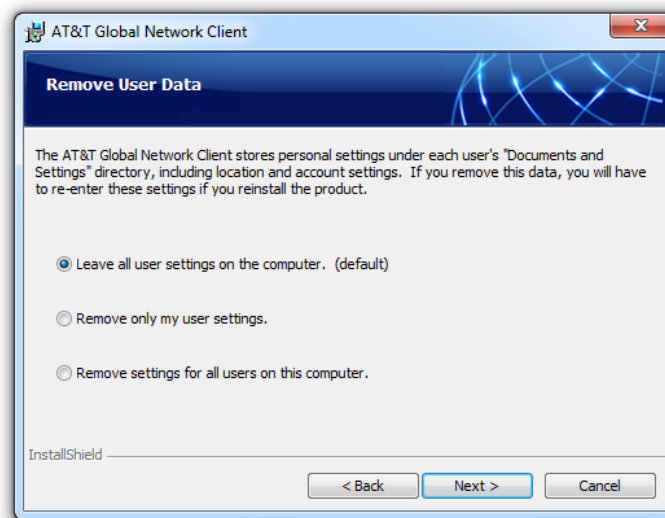 AT&T Global Network Client
Remove User Data
The AT&T Global Network Client stores personal settings under each user's "Documents and
Settings" directory, including location and account settings.  If you remove this data, you will have
to re-enter these settings if you reinstall the product.
Leave all user settings on the computer.  (default)
Remove only my user settings.
Remove settings for all users on this computer.
InstallShield
< Back
Next >
Cancel